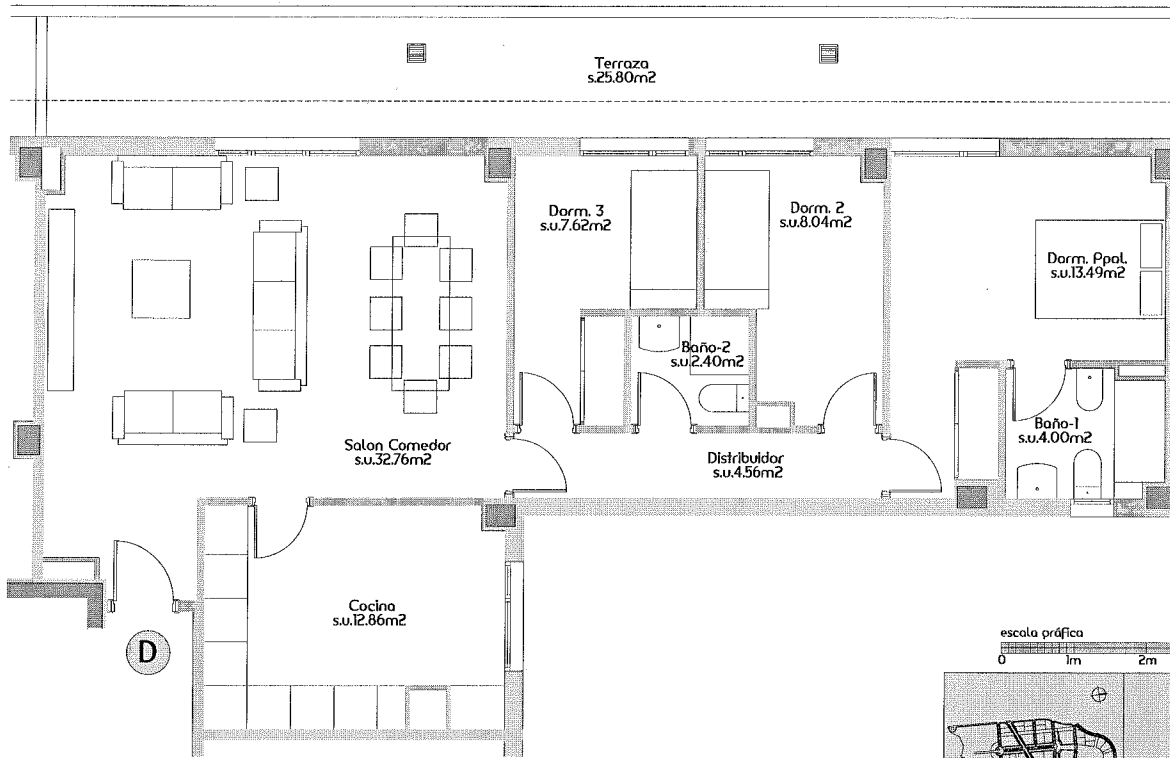 Terraza
s.25.80m2
Dorm. 3
s.u.7.62m2
Dorm. 2
s.u.8.04m2
Dorm. Ppal.
s.u.13.49m2
Baño-2
s.u.2.40m2
Baño-1
s.u.4.00m2
Salon Comedor
s.u.32.76m2
Distribuidor
s.u.4.56m2
Cocina
s.u.12.86m2
D
escala práfica
0 1m 2m